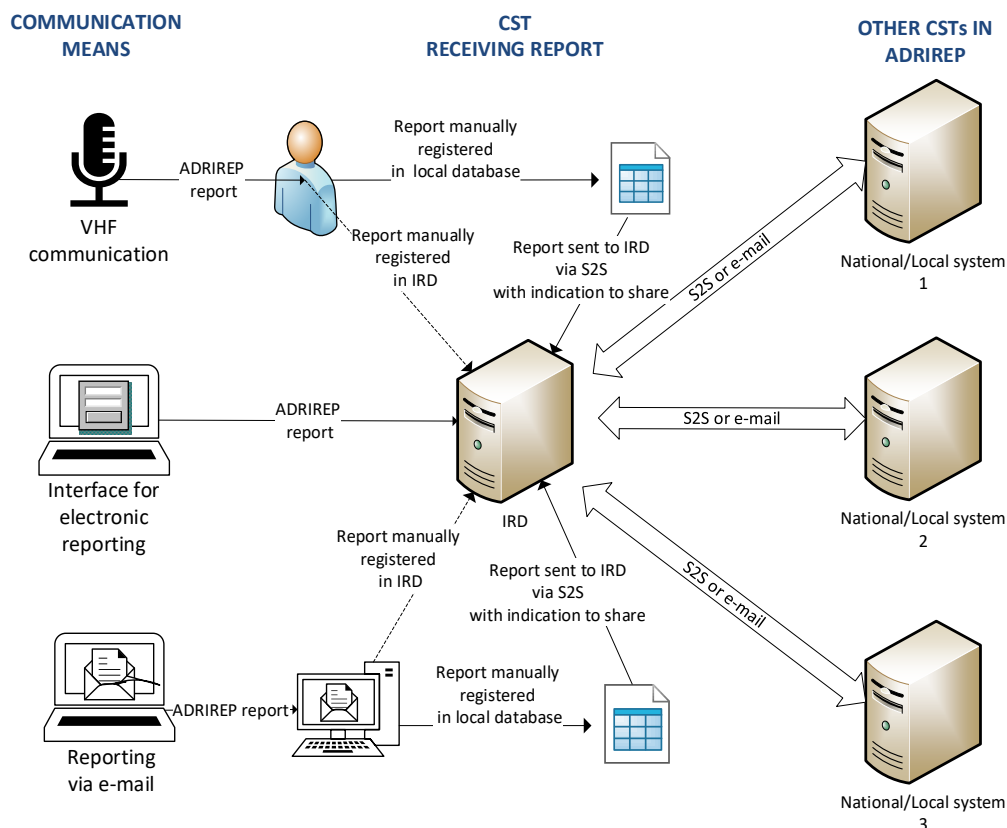 COMMUNICATION
MEANS
CST
RECEIVING REPORT
OTHER CSTs IN
ADRIREP
VHF
communication
ADRIREP
report
Report manually
registered
in local database
Report manually
registered
in IRD
Report sent to IRD
via S2S
with indication to share
S2S or e-mail
National/Local system
1
Interface for
electronic
reporting
ADRIREP
report
IRD
S2S or e-mail
National/Local system
2
Report manually
registered
in IRD
Report sent to IRD
via S2S
with indication to share
S2S or e-mail
Reporting
via e-mail
ADRIREP report
Report manually
registered
in local database
National/Local system
3